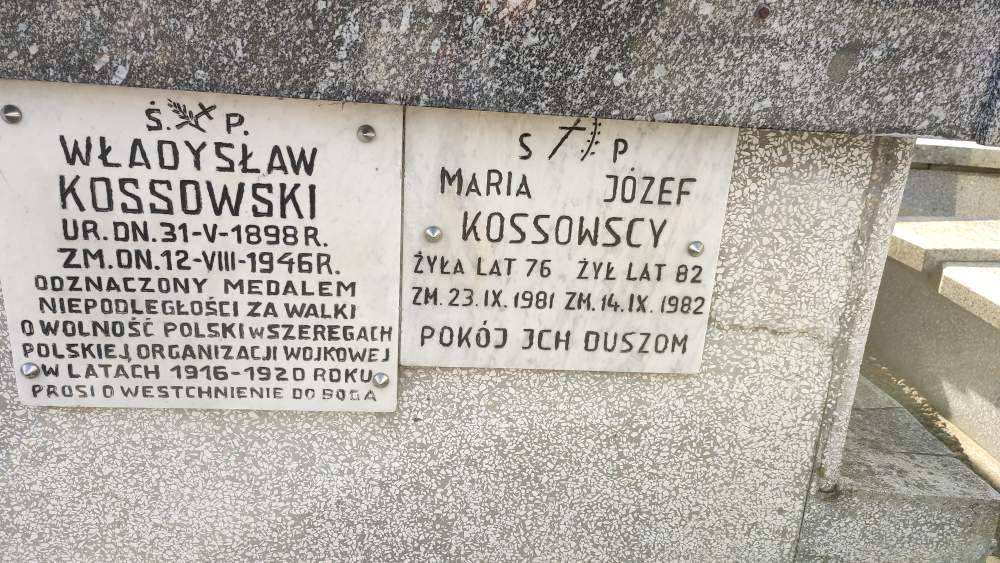 Ś. P.
WŁADYSŁAW
KOSSOWSKI
UR. DN. 31-V-1898 R.
ZM. DN. 12-VIII-1946 R.
ODZNACZONY MEDALEM
NIEPODLEGŁOŚCI ZA WALKI
O WOLNOŚĆ POLSKI W SZEREGACH
POLSKIEJ ORGANIZACJI WOJKOWEJ
W LATACH 1916-1920 ROKU
PROSI O WESTCHNIENIE DO BOGA
S P
MARIA JÓZEF
KOSSOWSCY
ŻYŁA LAT 76 ŻYŁ LAT 82
ZM. 23.IX.1981 ZM. 14.IX.1982
POKÓJ JCH DUSZOM